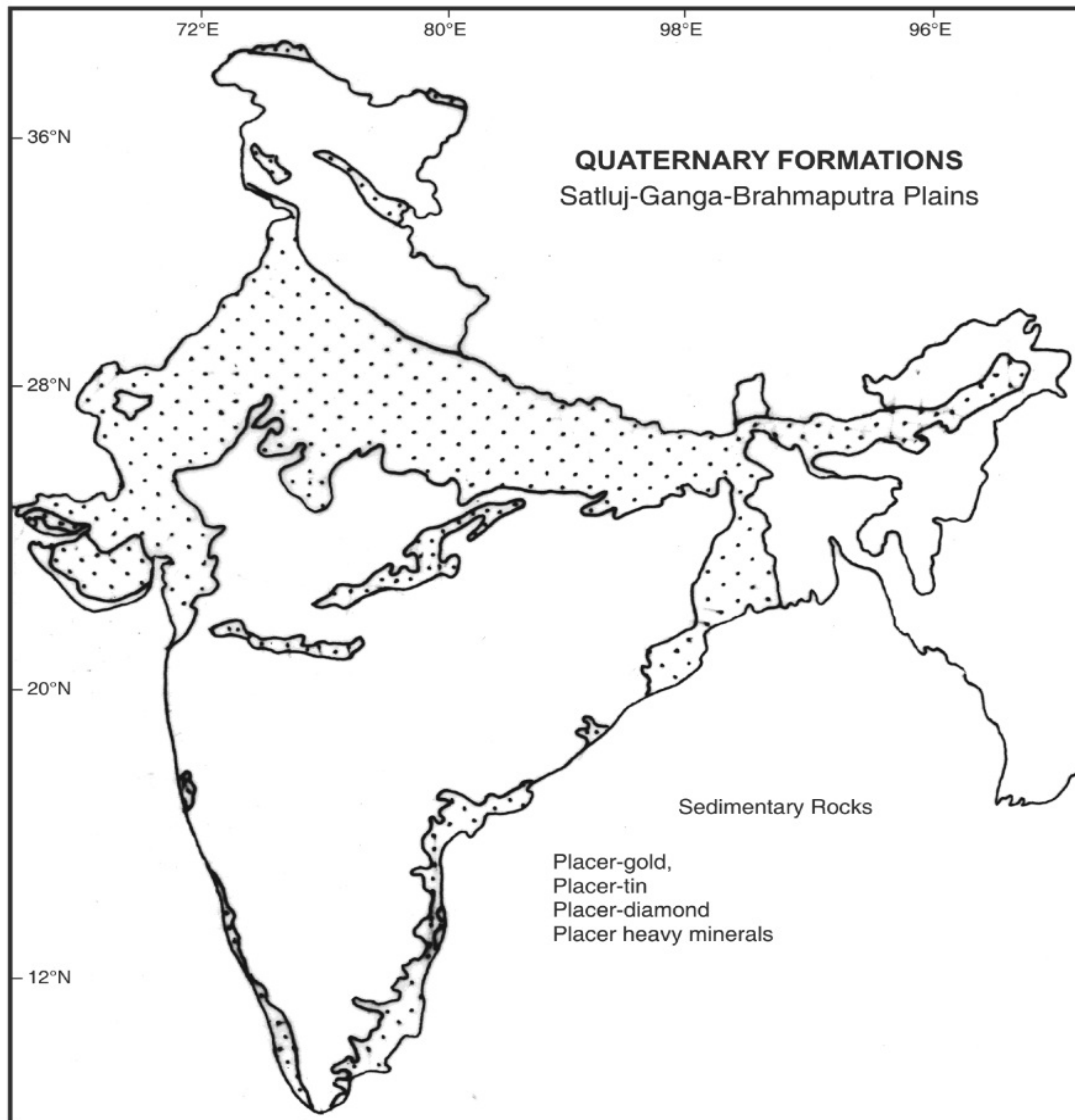 72°E
80°E
98°E
96°E
36°N
QUATERNARY FORMATIONS
Satluj-Ganga-Brahmaputra Plains
28°N
20°N
Sedimentary Rocks
Placer-gold,
Placer-tin
Placer-diamond
Placer heavy minerals
12°N